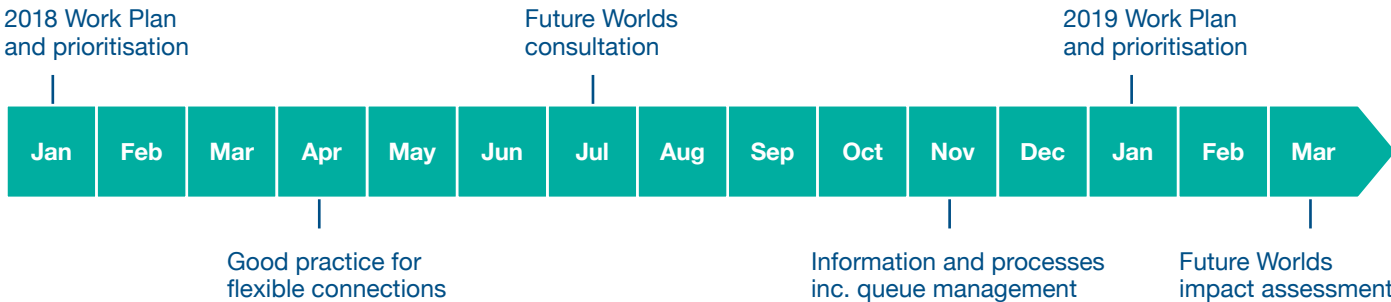 2018 Work Plan
and prioritisation
Future Worlds
consultation
2019 Work Plan
and prioritisation
Jan Feb Mar Apr May Jun Jul Aug Sep Oct Nov Dec Jan Feb Mar
Good practice for
flexible connections
Information and processes
inc. queue management
Future Worlds
impact assessment